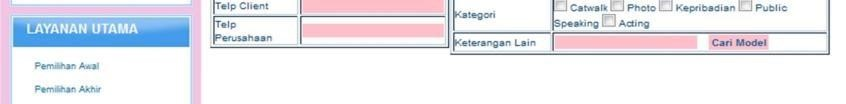 LAYANAN UTAMA
Pemilihan Awal
Pemilihan Akhir
Telp Client
Telp
Perusahaan
Kategori
Catwalk Photo Kepribadian Public
Speaking Acting
Keterangan Lain
Cari Model